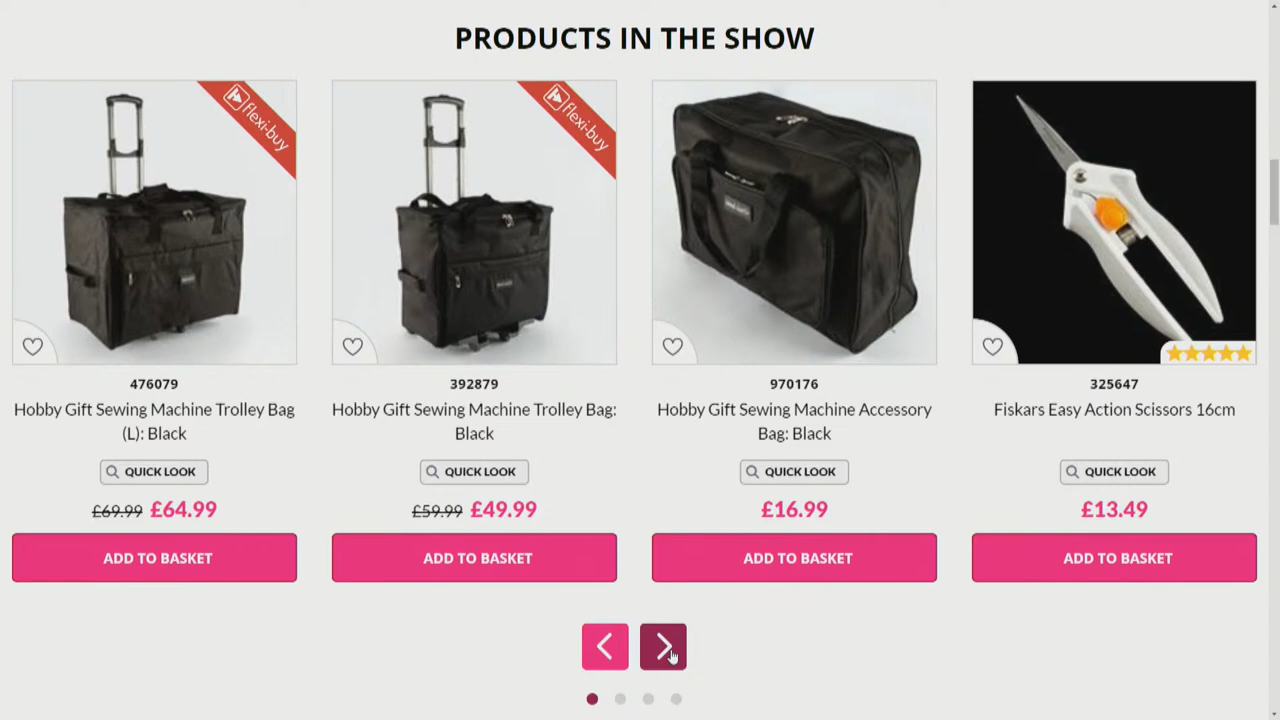 PRODUCTS IN THE SHOW
flexi-buy
flexi-buy
476079
Hobby Gift Sewing Machine Trolley Bag
(L): Black
QUICK LOOK
£69.99 £64.99
ADD TO BASKET
392879
Hobby Gift Sewing Machine Trolley Bag:
Black
QUICK LOOK
£59.99 £49.99
ADD TO BASKET
970176
Hobby Gift Sewing Machine Accessory
Bag: Black
QUICK LOOK
£16.99
ADD TO BASKET
325647
Fiskars Easy Action Scissors 16cm
QUICK LOOK
£13.49
ADD TO BASKET